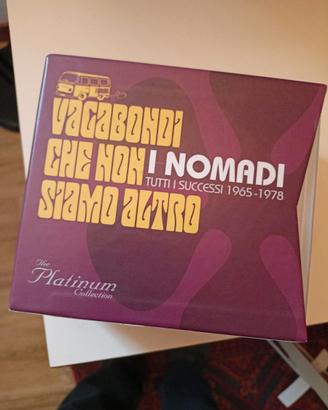 VAGABONDI
CHE NON
SIAMO ALTRO
I NOMADI
TUTTI I SUCCESSI 1965-1978
The
Platinum
Collection